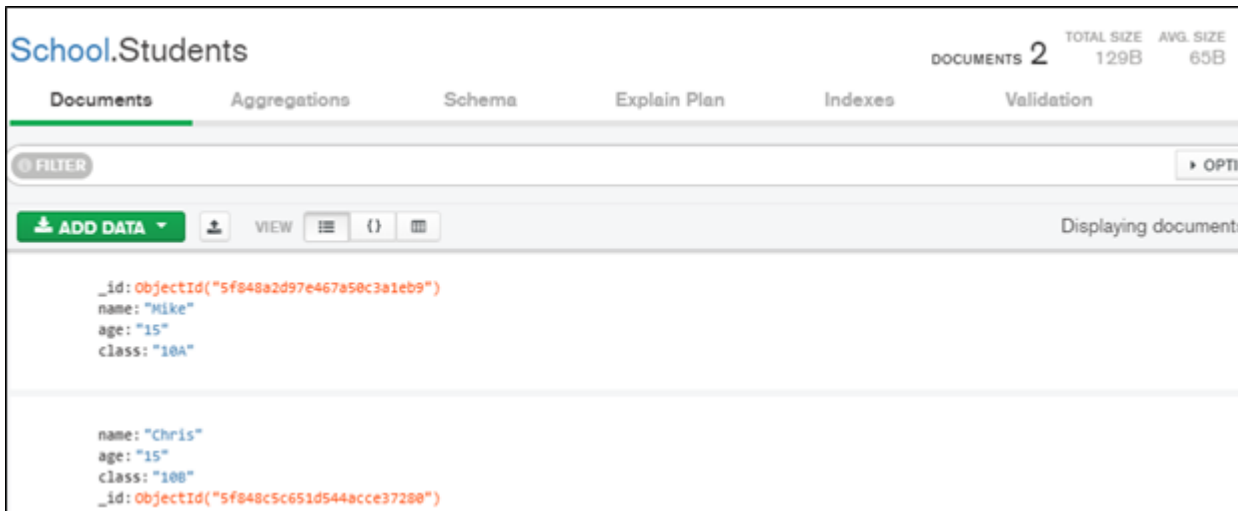 School.Students
DOCUMENTS 2 TOTAL SIZE 129B AVG. SIZE 65B
Documents Aggregations Schema Explain Plan Indexes Validation
FILTER OPTI
ADD DATA VIEW {} Displaying documents
_id: ObjectId("5f848a2d97e467a50c3a1eb9")
name: "Mike"
age: "15"
class: "10A"
name: "Chris"
age: "15"
class: "10B"
_id: ObjectId("5f848c5c651d544acce37280")